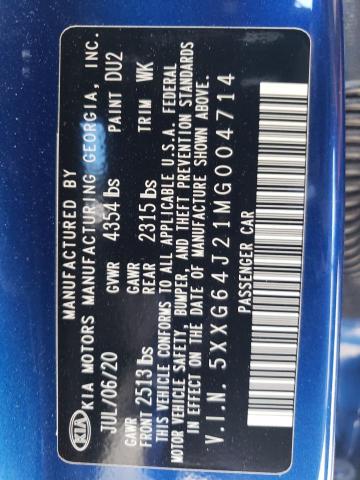 MANUFACTURED BY
KIA KIA MOTORS MANUFACTURING GEORGIA, INC.
JUL/06/20 GVWR 4354 lbs PAINT DU2
GAWR FRONT 2513 lbs GAWR REAR 2315 lbs TRIM WK
THIS VEHICLE CONFORMS TO ALL APPLICABLE U.S.A. FEDERAL
MOTOR VEHICLE SAFETY, BUMPER, AND THEFT PREVENTION STANDARDS
IN EFFECT ON THE DATE OF MANUFACTURE SHOWN ABOVE.
V.I.N. 5XXG64J21MG004714
PASSENGER CAR